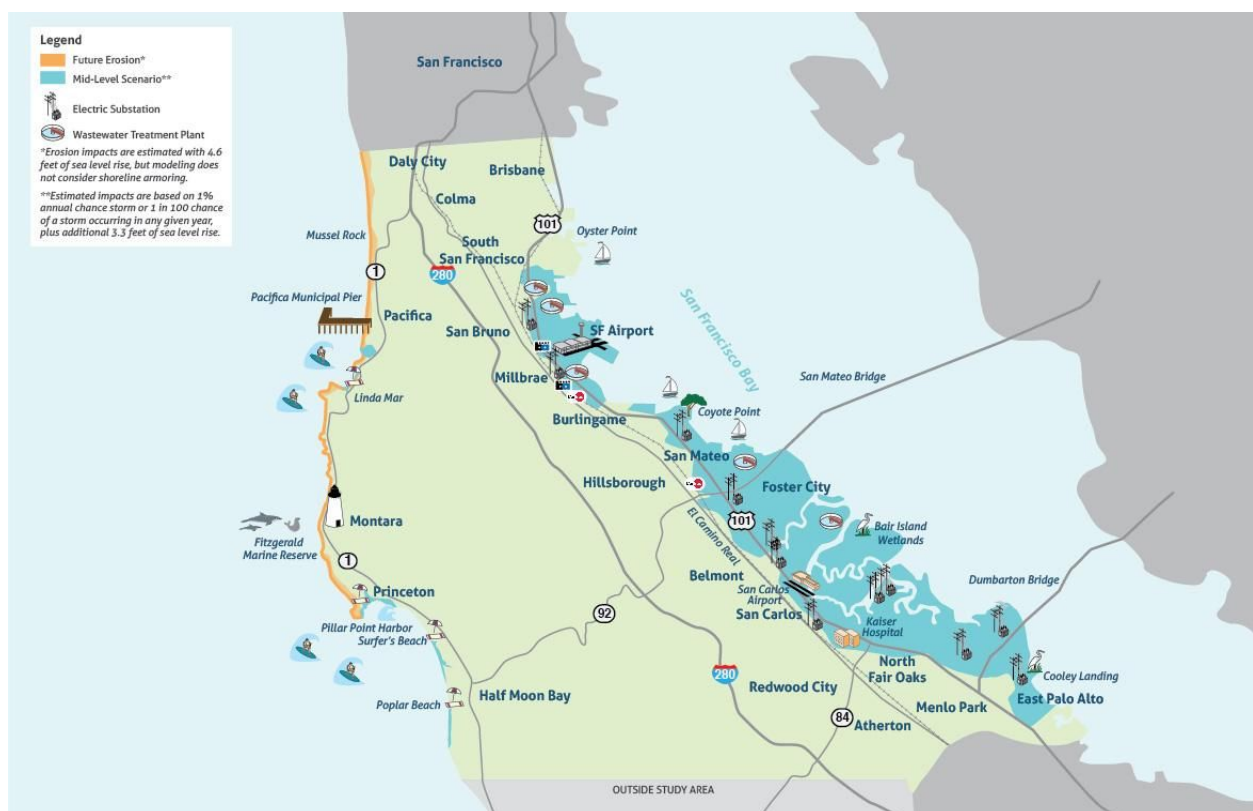 Legend
Future Erosion*
Mid-Level Scenario**
Electric Substation
Wastewater Treatment Plant
*Erosion impacts are estimated with 4.6
feet of sea level rise, but modeling does
not consider shoreline armoring.
**Estimated impacts are based on 1%
annual chance storm or 1 in 100 chance
of a storm occurring in any given year,
plus additional 3.3 feet of sea level rise.
San Francisco
Daly City
Brisbane
Colma
101
Oyster Point
Mussel Rock
South
San Francisco
1
280
Pacifica Municipal Pier
Pacifica
San Bruno
SF Airport
San Francisco Bay
Millbrae
San Mateo Bridge
Linda Mar
Burlingame
Coyote Point
San Mateo
Hillsborough
Foster City
El Camino Real
101
Bair Island
Wetlands
Montara
Fitzgerald
Marine Reserve
1
Belmont
Dumbarton Bridge
San Carlos
Airport
Princeton
92
San Carlos
Kaiser
Hospital
Pillar Point Harbor
Surfer's Beach
North
Fair Oaks
280
Cooley Landing
Half Moon Bay
Redwood City
East Palo Alto
Poplar Beach
Menlo Park
84
Atherton
OUTSIDE STUDY AREA